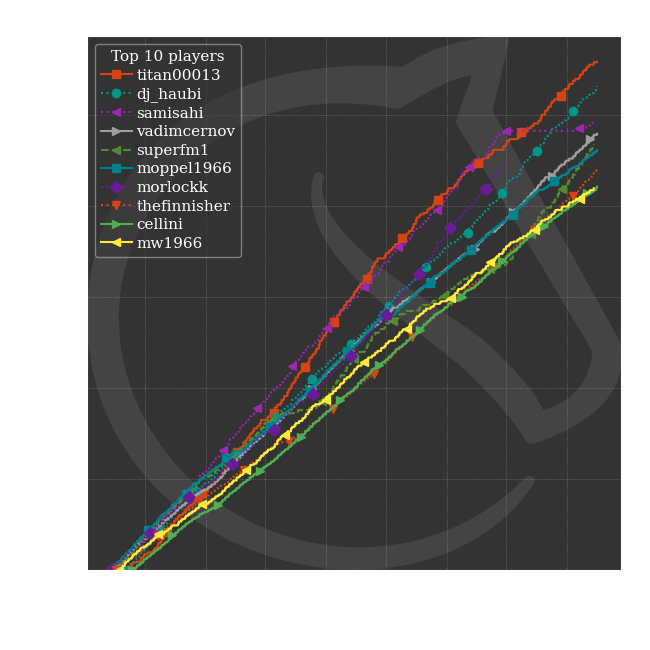 Top 10 players
titan00013
dj_haubi
samisahi
vadimcernov
superfm1
moppel1966
morlockk
thefinnisher
cellini
mw1966